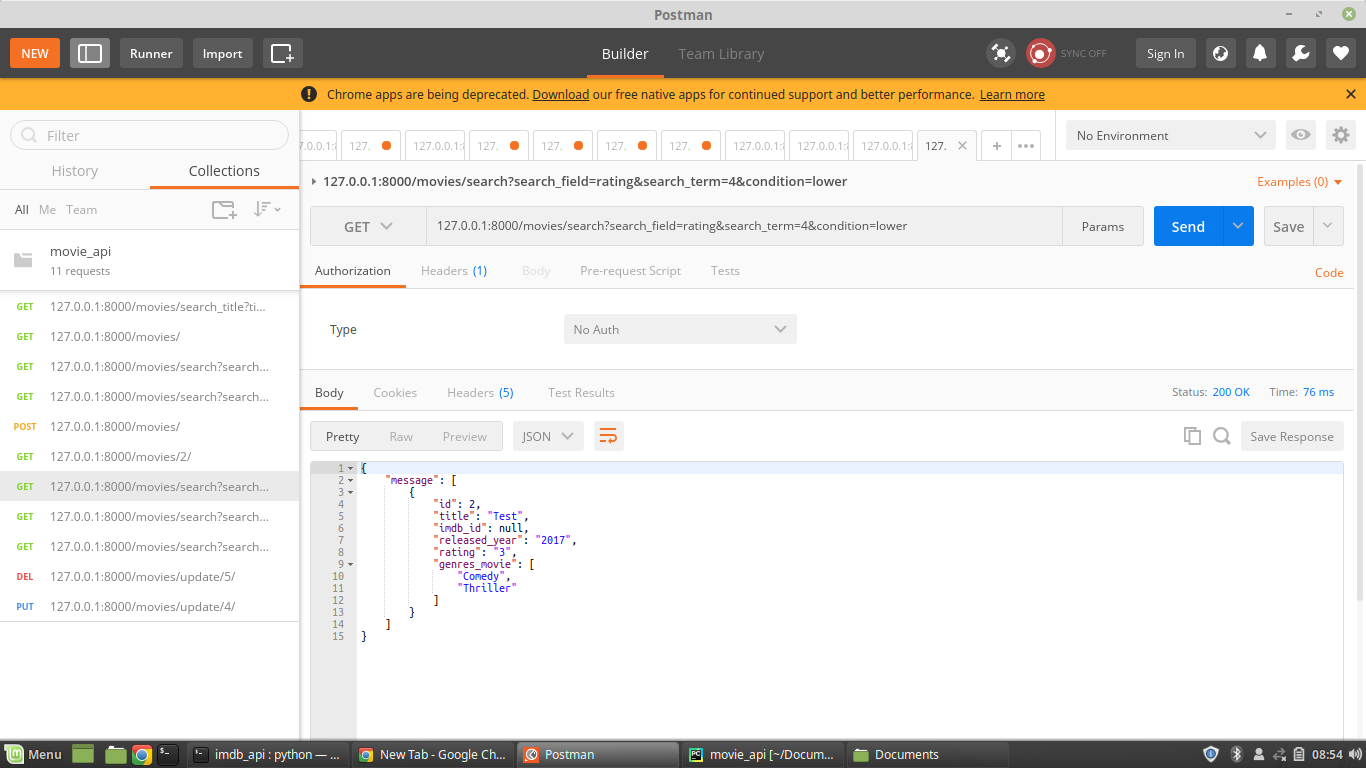 Postman
NEW Runner Import Builder Team Library SYNC OFF Sign In
Chrome apps are being deprecated. Download our free native apps for continued support and better performance. Learn more
Filter
History Collections
All Me Team
movie_api
11 requests
GET 127.0.0.1:8000/movies/search_title?ti...
GET 127.0.0.1:8000/movies/
GET 127.0.0.1:8000/movies/search?search...
GET 127.0.0.1:8000/movies/search?search...
POST 127.0.0.1:8000/movies/
GET 127.0.0.1:8000/movies/2/
GET 127.0.0.1:8000/movies/search?search...
GET 127.0.0.1:8000/movies/search?search...
GET 127.0.0.1:8000/movies/search?search...
DEL 127.0.0.1:8000/movies/update/5/
PUT 127.0.0.1:8000/movies/update/4/
7.0.0.1:8 127. 127.0.0.1:8 127. 127. 127. 127. 127.0.0.1:8 127.0.0.1:8 127.0.0.1:8 127.
No Environment
127.0.0.1:8000/movies/search?search_field=rating&search_term=4&condition=lower
Examples (0)
GET 127.0.0.1:8000/movies/search?search_field=rating&search_term=4&condition=lower Params Send Save
Authorization Headers (1) Body Pre-request Script Tests Code
Type No Auth
Body Cookies Headers (5) Test Results Status: 200 OK Time: 76 ms
Pretty Raw Preview JSON Save Response
1 {
2 "message": [
3 {
4 "id": 2,
5 "title": "Test",
6 "imdb_id": null,
7 "released_year": "2017",
8 "rating": "3",
9 "genres_movie": [
10 "Comedy",
11 "Thriller"
12 ]
13 }
14 ]
15 }
Menu imdb_api : python — ... New Tab - Google Ch... Postman movie_api [~/Docum... Documents 08:54